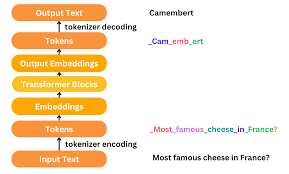 Output Text Camembert
tokenizer decoding
Tokens _Cam_emb_ert
Output Embeddings
Transformer Blocks
Embeddings
Tokens _Most_famous_cheese_in_France?
tokenizer encoding
Input Text Most famous cheese in France?